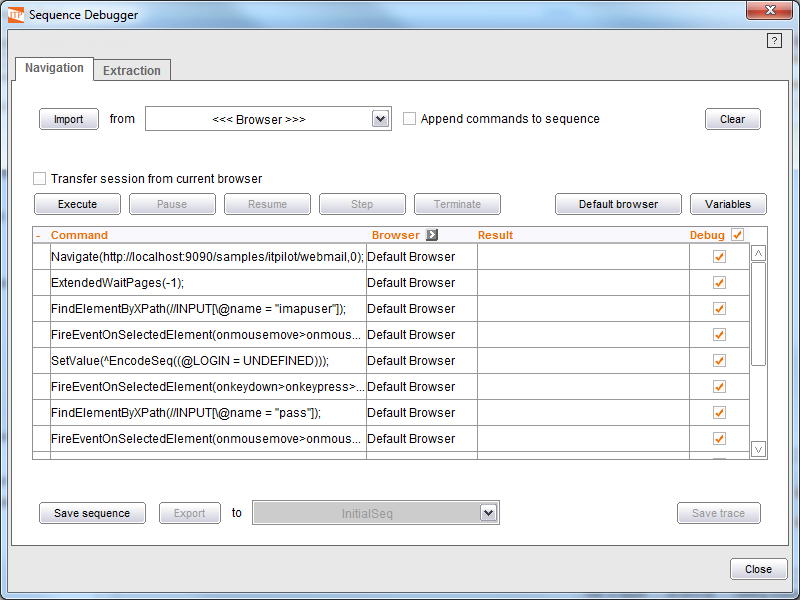 ITP Sequence Debugger
?
Navigation Extraction
Import from <<< Browser >>> Append commands to sequence Clear
Transfer session from current browser
Execute Pause Resume Step Terminate Default browser Variables
- Command Browser Result Debug
Navigate(http://localhost:9090/samples/itpilot/webmail,0); Default Browser
ExtendedWaitPages(-1); Default Browser
FindElementByXPath(//INPUT[\@name = "imapuser"]); Default Browser
FireEventOnSelectedElement(onmousemove>onmous... Default Browser
SetValue(^EncodeSeq((@LOGIN = UNDEFINED))); Default Browser
FireEventOnSelectedElement(onkeydown>onkeypress>... Default Browser
FindElementByXPath(//INPUT[\@name = "pass"]); Default Browser
FireEventOnSelectedElement(onmousemove>onmous... Default Browser
Save sequence Export to InitialSeq Save trace
Close